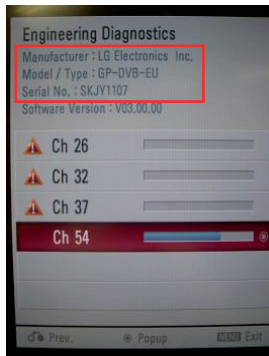 Engineering Diagnostics
Manufacturer : LG Electronics Inc.
Model / Type : GP-DVB-EU
Serial No. : SKJY1107
Software Version : V03.00.00
Ch 26
Ch 32
Ch 37
Ch 54
Prev. Popup MENU Exit